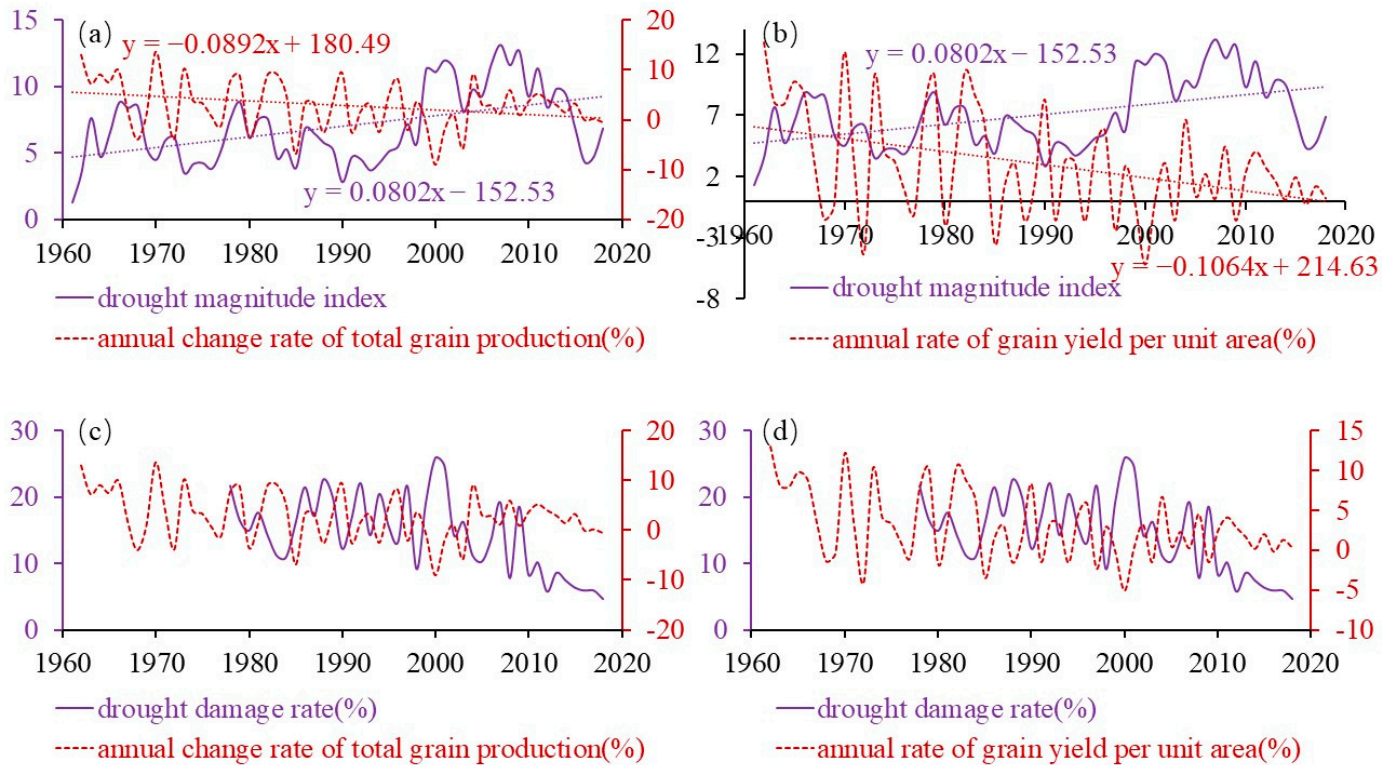 (a)
y = −0.0892x + 180.49
y = 0.0802x − 152.53
15
10
5
0
20
10
0
-10
-20
1960 1970 1980 1990 2000 2010 2020
drought magnitude index
annual change rate of total grain production(%)
(b)
y = 0.0802x − 152.53
y = −0.1064x + 214.63
12
7
2
-3
-8
1960 1970 1980 1990 2000 2010 2020
drought magnitude index
annual rate of grain yield per unit area(%)
(c)
30
20
10
0
20
10
0
-10
-20
1960 1970 1980 1990 2000 2010 2020
drought damage rate(%)
annual change rate of total grain production(%)
(d)
30
20
10
0
15
10
5
0
-5
-10
1960 1970 1980 1990 2000 2010 2020
drought damage rate(%)
annual rate of grain yield per unit area(%)